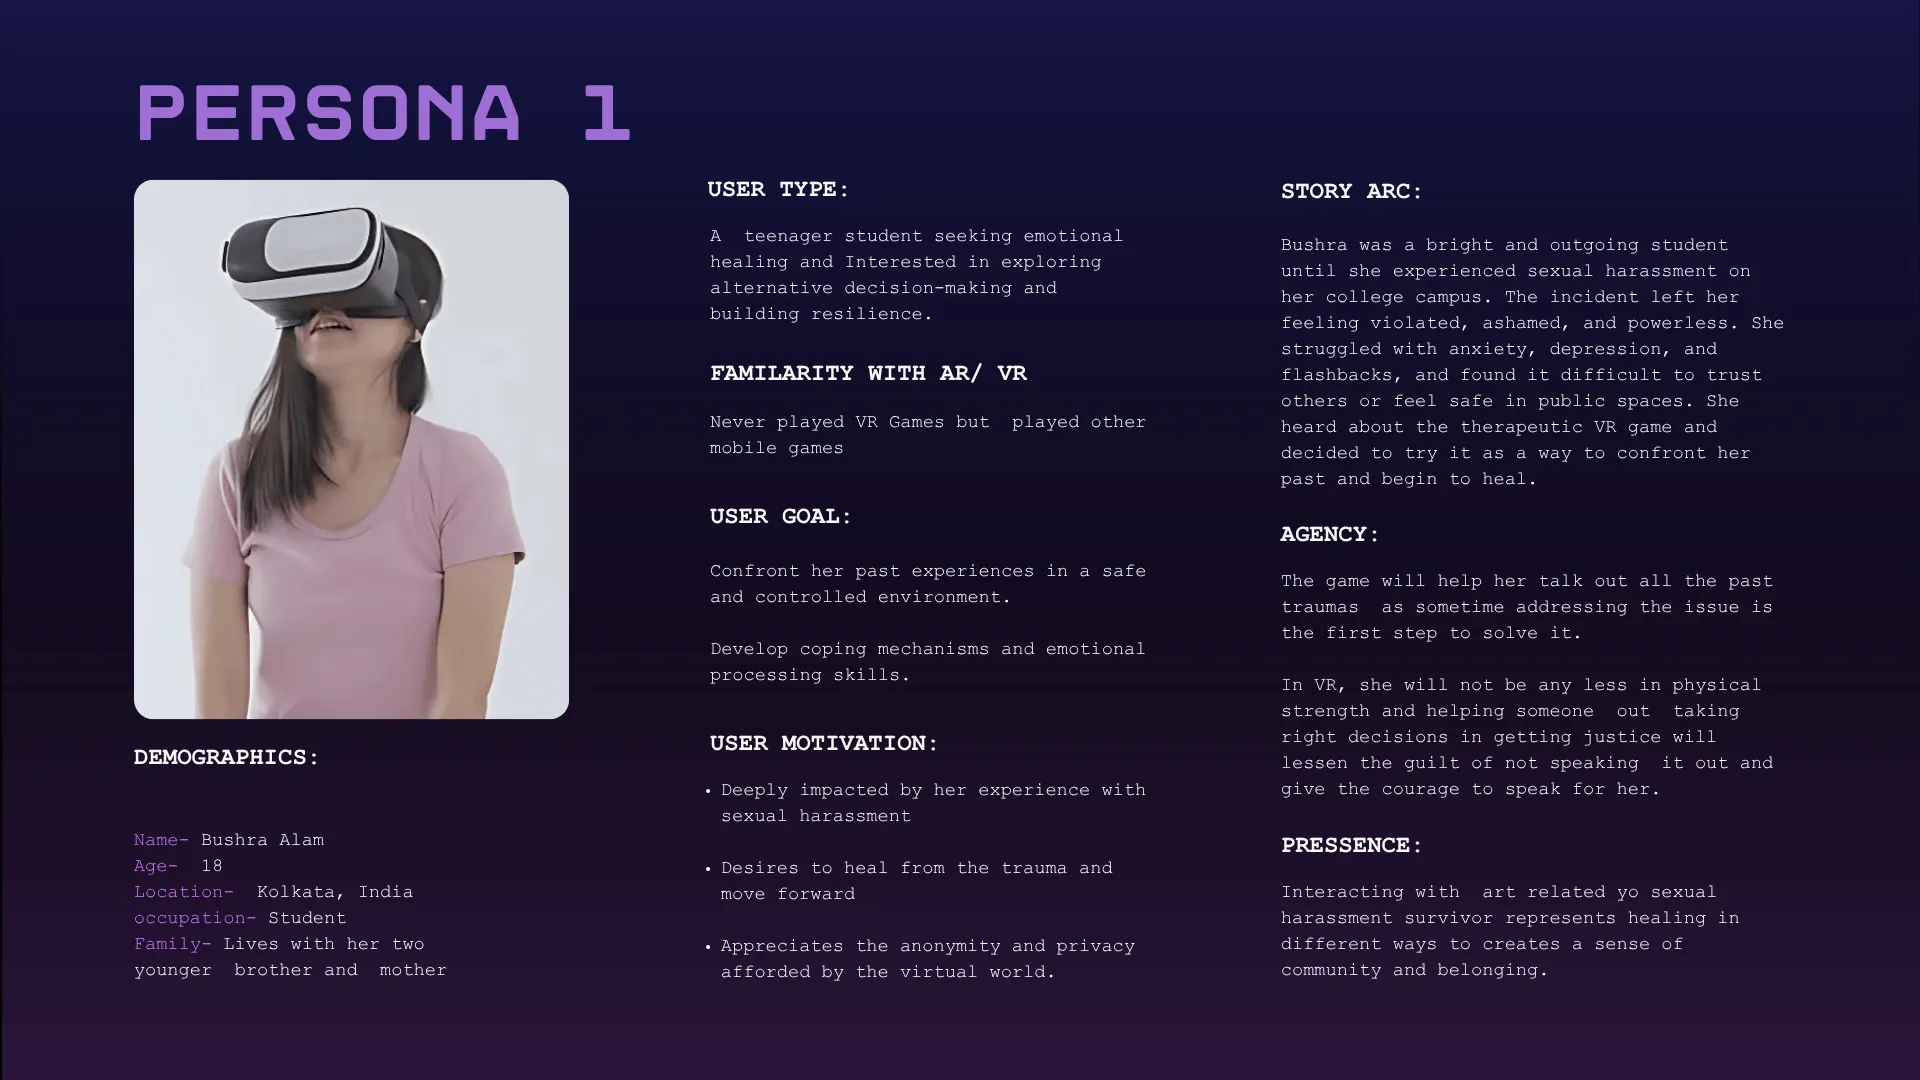 PERSONA 1
DEMOGRAPHICS:
Name- Bushra Alam
Age-  18
Location-  Kolkata, India
occupation- Student
Family- Lives with her two
younger  brother and  mother
USER TYPE:
A  teenager student seeking emotional
healing and Interested in exploring
alternative decision-making and
building resilience.
FAMILARITY WITH AR/ VR
Never played VR Games but  played other
mobile games
USER GOAL:
Confront her past experiences in a safe
and controlled environment.
Develop coping mechanisms and emotional
processing skills.
USER MOTIVATION:
• Deeply impacted by her experience with
sexual harassment
• Desires to heal from the trauma and
move forward
• Appreciates the anonymity and privacy
afforded by the virtual world.
STORY ARC:
Bushra was a bright and outgoing student
until she experienced sexual harassment on
her college campus. The incident left her
feeling violated, ashamed, and powerless. She
struggled with anxiety, depression, and
flashbacks, and found it difficult to trust
others or feel safe in public spaces. She
heard about the therapeutic VR game and
decided to try it as a way to confront her
past and begin to heal.
AGENCY:
The game will help her talk out all the past
traumas  as sometime addressing the issue is
the first step to solve it.
In VR, she will not be any less in physical
strength and helping someone  out  taking
right decisions in getting justice will
lessen the guilt of not speaking  it out and
give the courage to speak for her.
PRESSENCE:
Interacting with  art related yo sexual
harassment survivor represents healing in
different ways to creates a sense of
community and belonging.